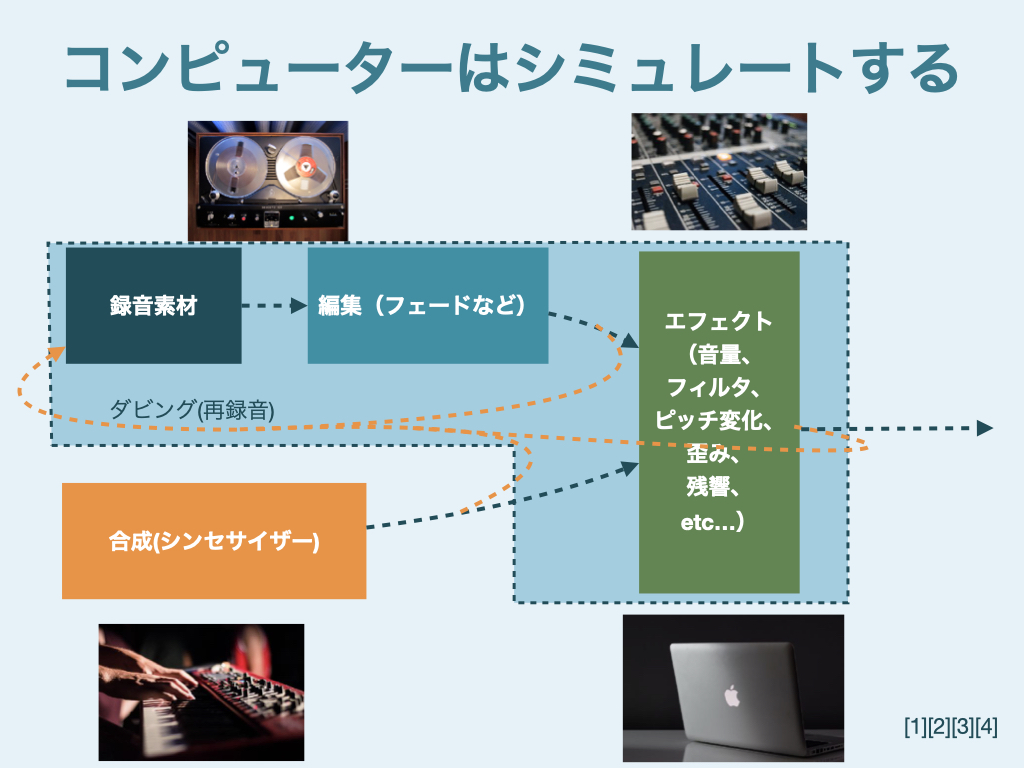 コンピューターはシミュレートする
録音素材
編集（フェードなど）
エフェクト
（音量、
フィルタ、
ピッチ変化、
歪み、
残響、
etc…）
ダビング(再録音)
合成(シンセサイザー)
[1][2][3][4]